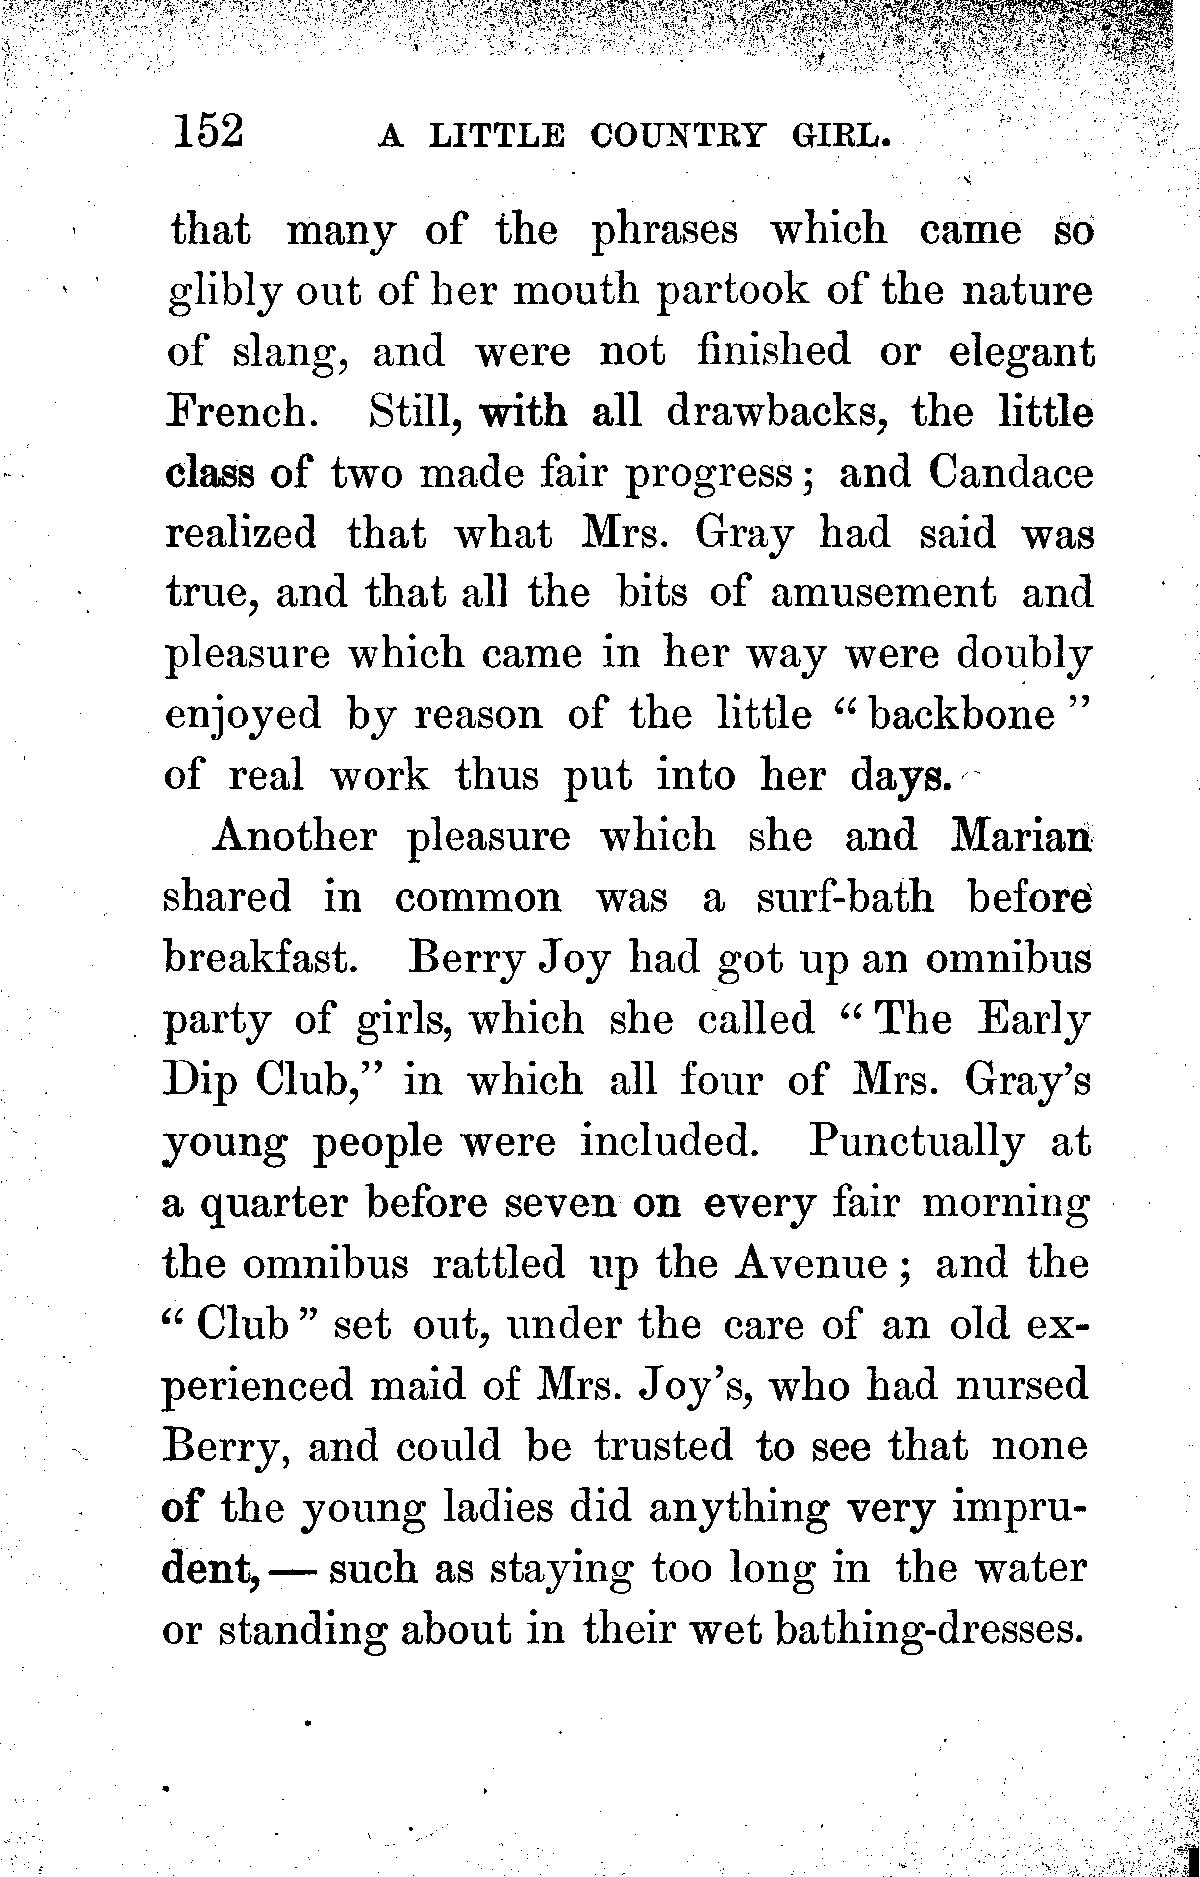 152 A LITTLE COUNTRY GIRL.
that many of the phrases which came so
glibly out of her mouth partook of the nature
of slang, and were not finished or elegant
French. Still, with all drawbacks, the little
class of two made fair progress; and Candace
realized that what Mrs. Gray had said was
true, and that all the bits of amusement and
pleasure which came in her way were doubly
enjoyed by reason of the little “backbone”
of real work thus put into her days.
Another pleasure which she and Marian
shared in common was a surf-bath before
breakfast. Berry Joy had got up an omnibus
party of girls, which she called “The Early
Dip Club,” in which all four of Mrs. Gray’s
young people were included. Punctually at
a quarter before seven on every fair morning
the omnibus rattled up the Avenue; and the
“Club” set out, under the care of an old ex-
perienced maid of Mrs. Joy’s, who had nursed
Berry, and could be trusted to see that none
of the young ladies did anything very impru-
dent,— such as staying too long in the water
or standing about in their wet bathing-dresses.